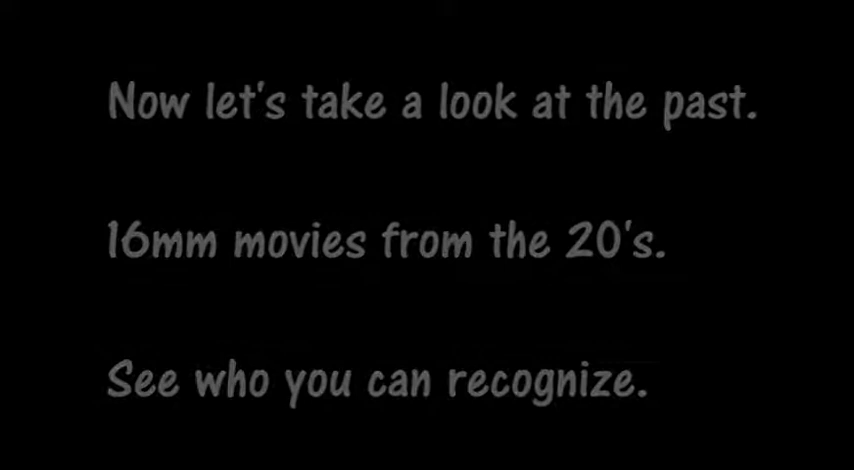 Now let's take a look at the past.
16mm movies from the 20's.
See who you can recognize.